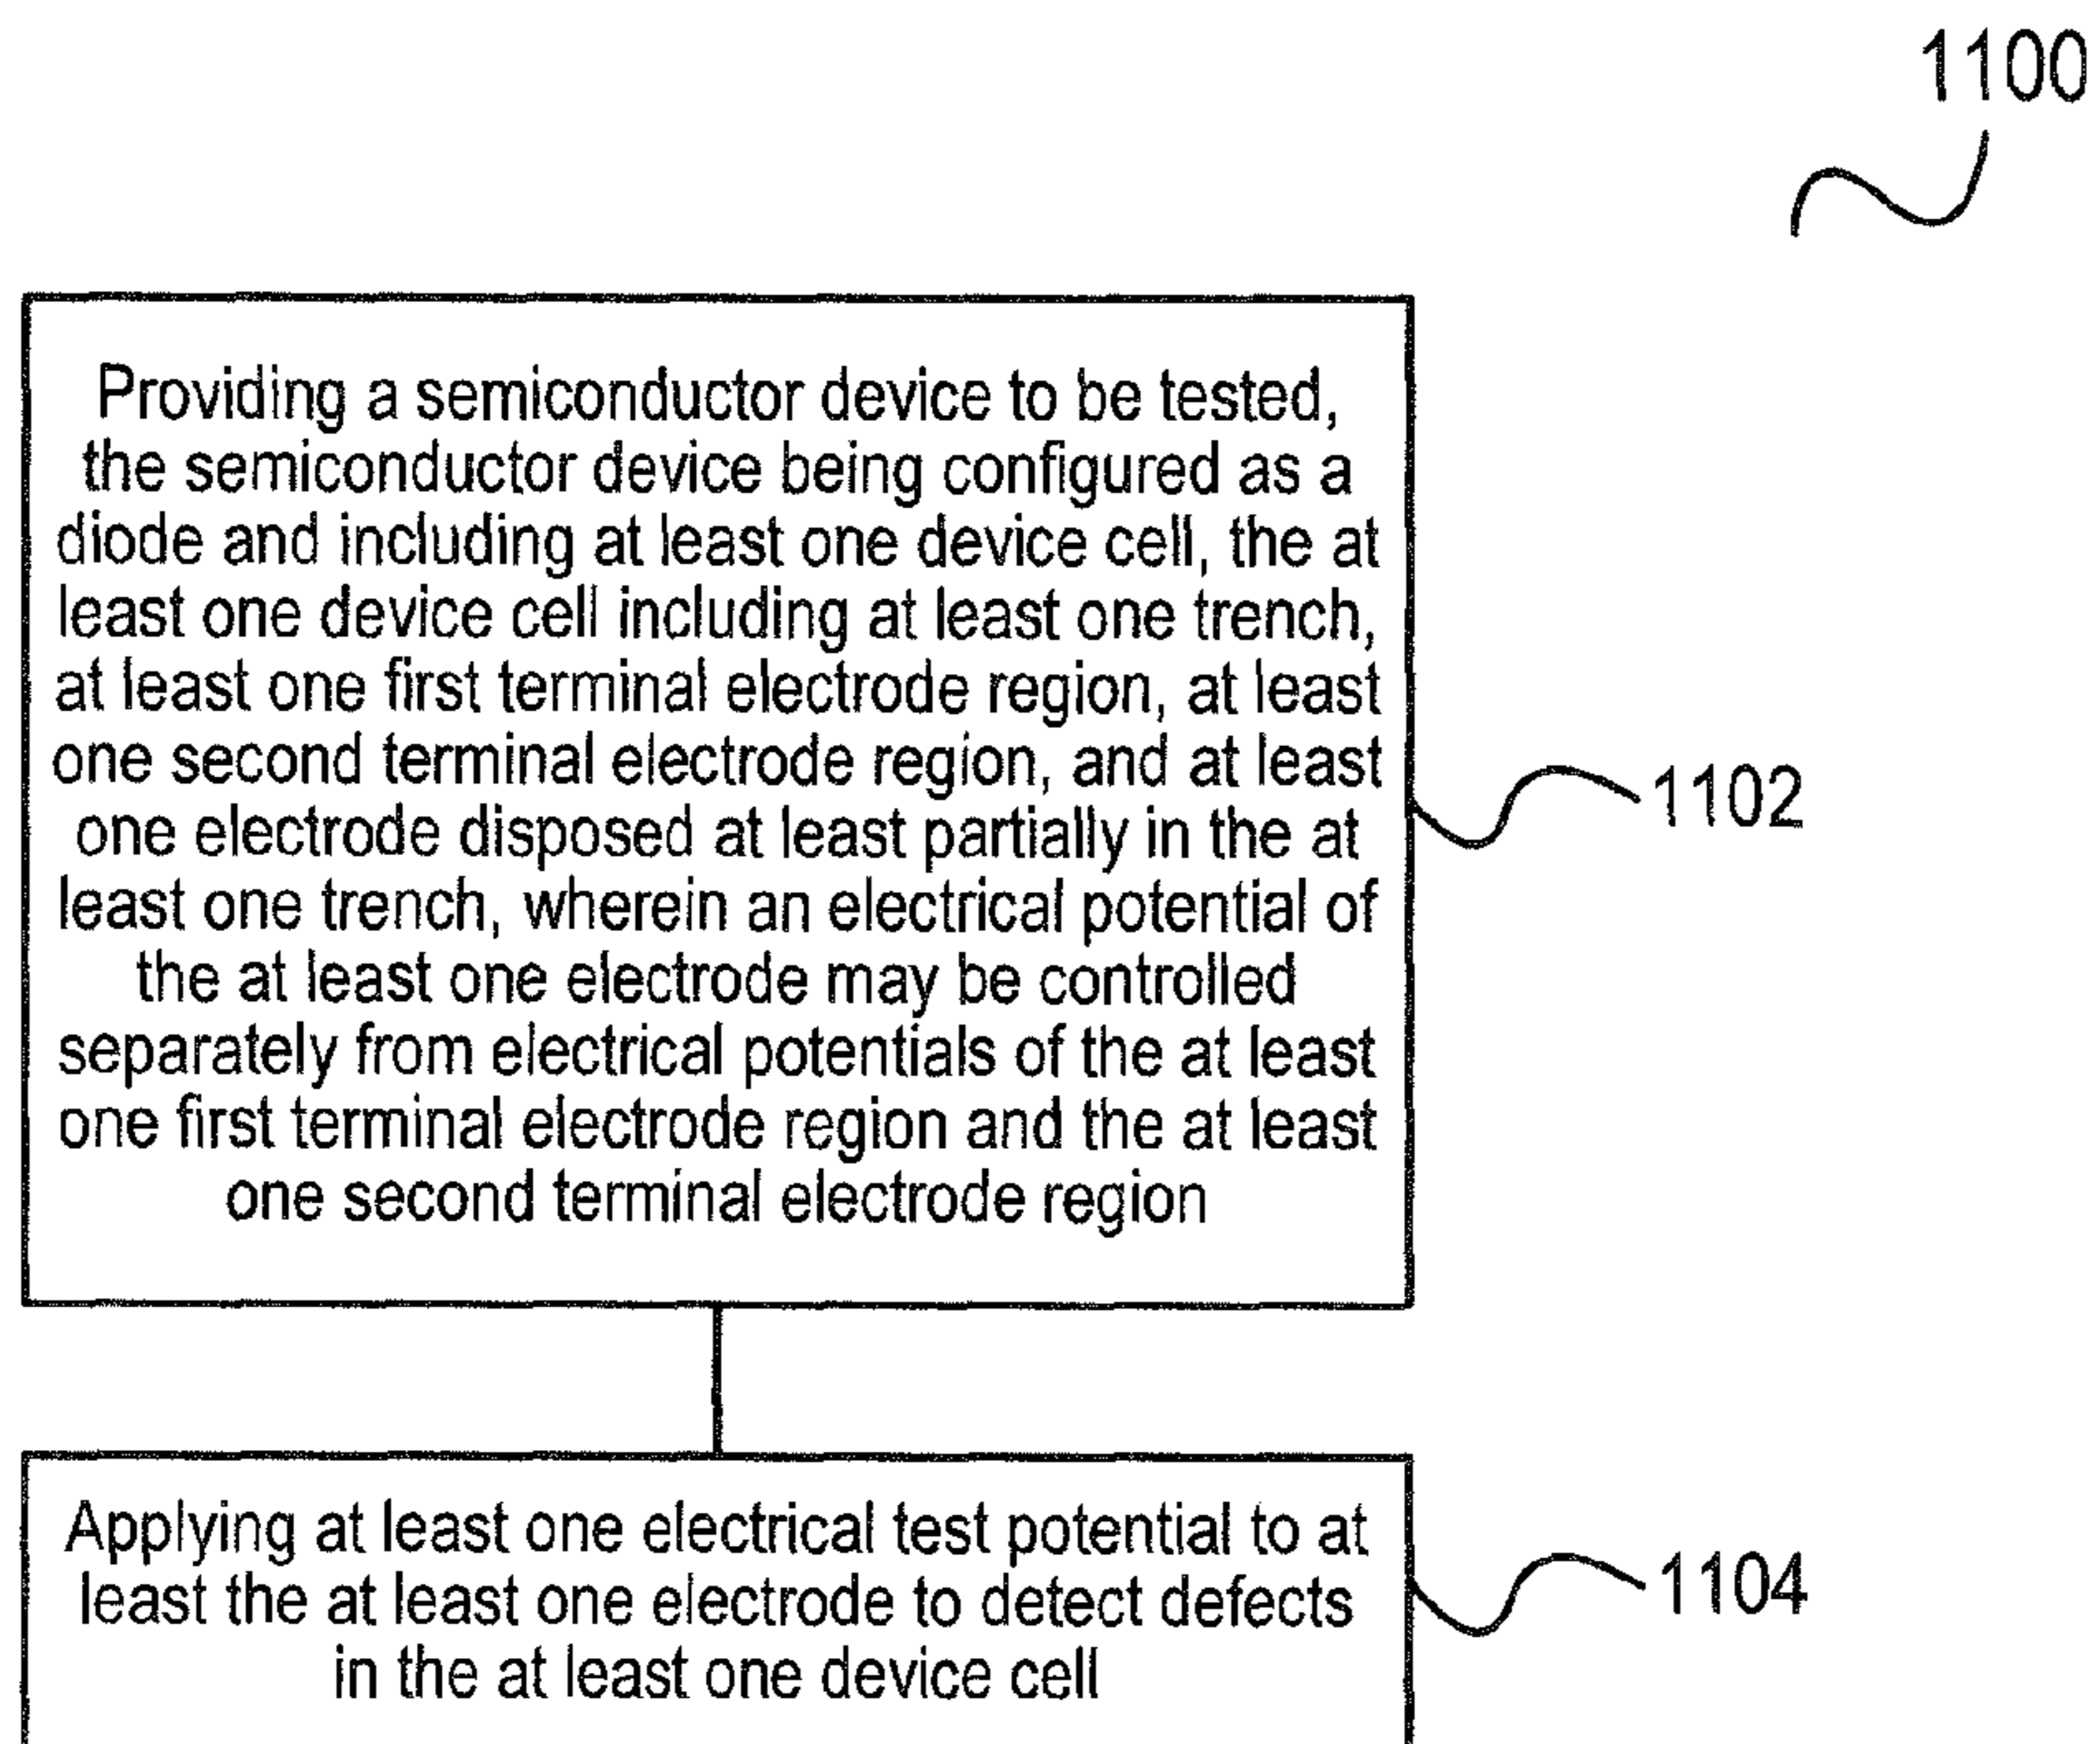 1100
Providing a semiconductor device to be tested,
the semiconductor device being configured as a
diode and including at least one device cell, the at
least one device cell including at least one trench,
at least one first terminal electrode region, at least
one second terminal electrode region, and at least
one electrode disposed at least partially in the at
least one trench, wherein an electrical potential of
the at least one electrode may be controlled
separately from electrical potentials of the at least
one first terminal electrode region and the at least
one second terminal electrode region
1102
Applying at least one electrical test potential to at
least the at least one electrode to detect defects
in the at least one device cell
1104